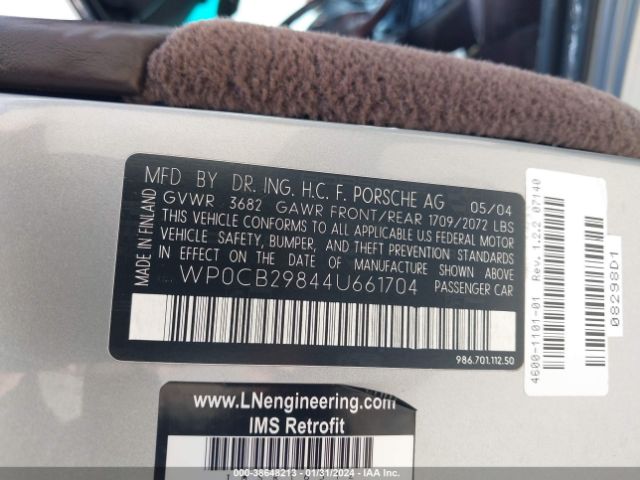 MFD BY DR. ING. H.C. F. PORSCHE AG 05/04
GVWR 3682 GAWR FRONT/REAR 1709/2072 LBS
THIS VEHICLE CONFORMS TO ALL APPLICABLE U.S FEDERAL MOTOR
VEHICLE SAFETY, BUMPER, AND THEFT PREVENTION STANDARDS
IN EFFECT ON THE DATE OF MANUFACTURE SHOWN ABOVE.
WP0CB29844U661704 PASSENGER CAR
MADE IN FINLAND
986.701.112.50
4600-1101-01 Rev. 1.2.2 07140
08298D1
www.LNengineering.com
IMS Retrofit
000-38648213 - 01/31/2024 - IAA Inc.